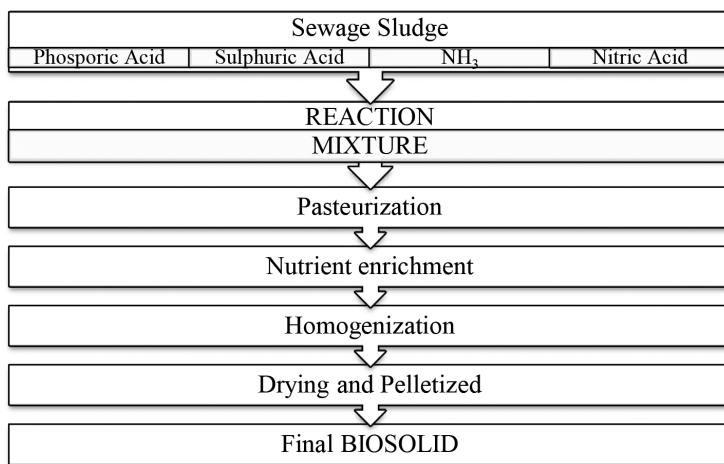 Sewage Sludge
Phosporic Acid Sulphuric Acid NH₃ Nitric Acid
REACTION
MIXTURE
Pasteurization
Nutrient enrichment
Homogenization
Drying and Pelletized
Final BIOSOLID